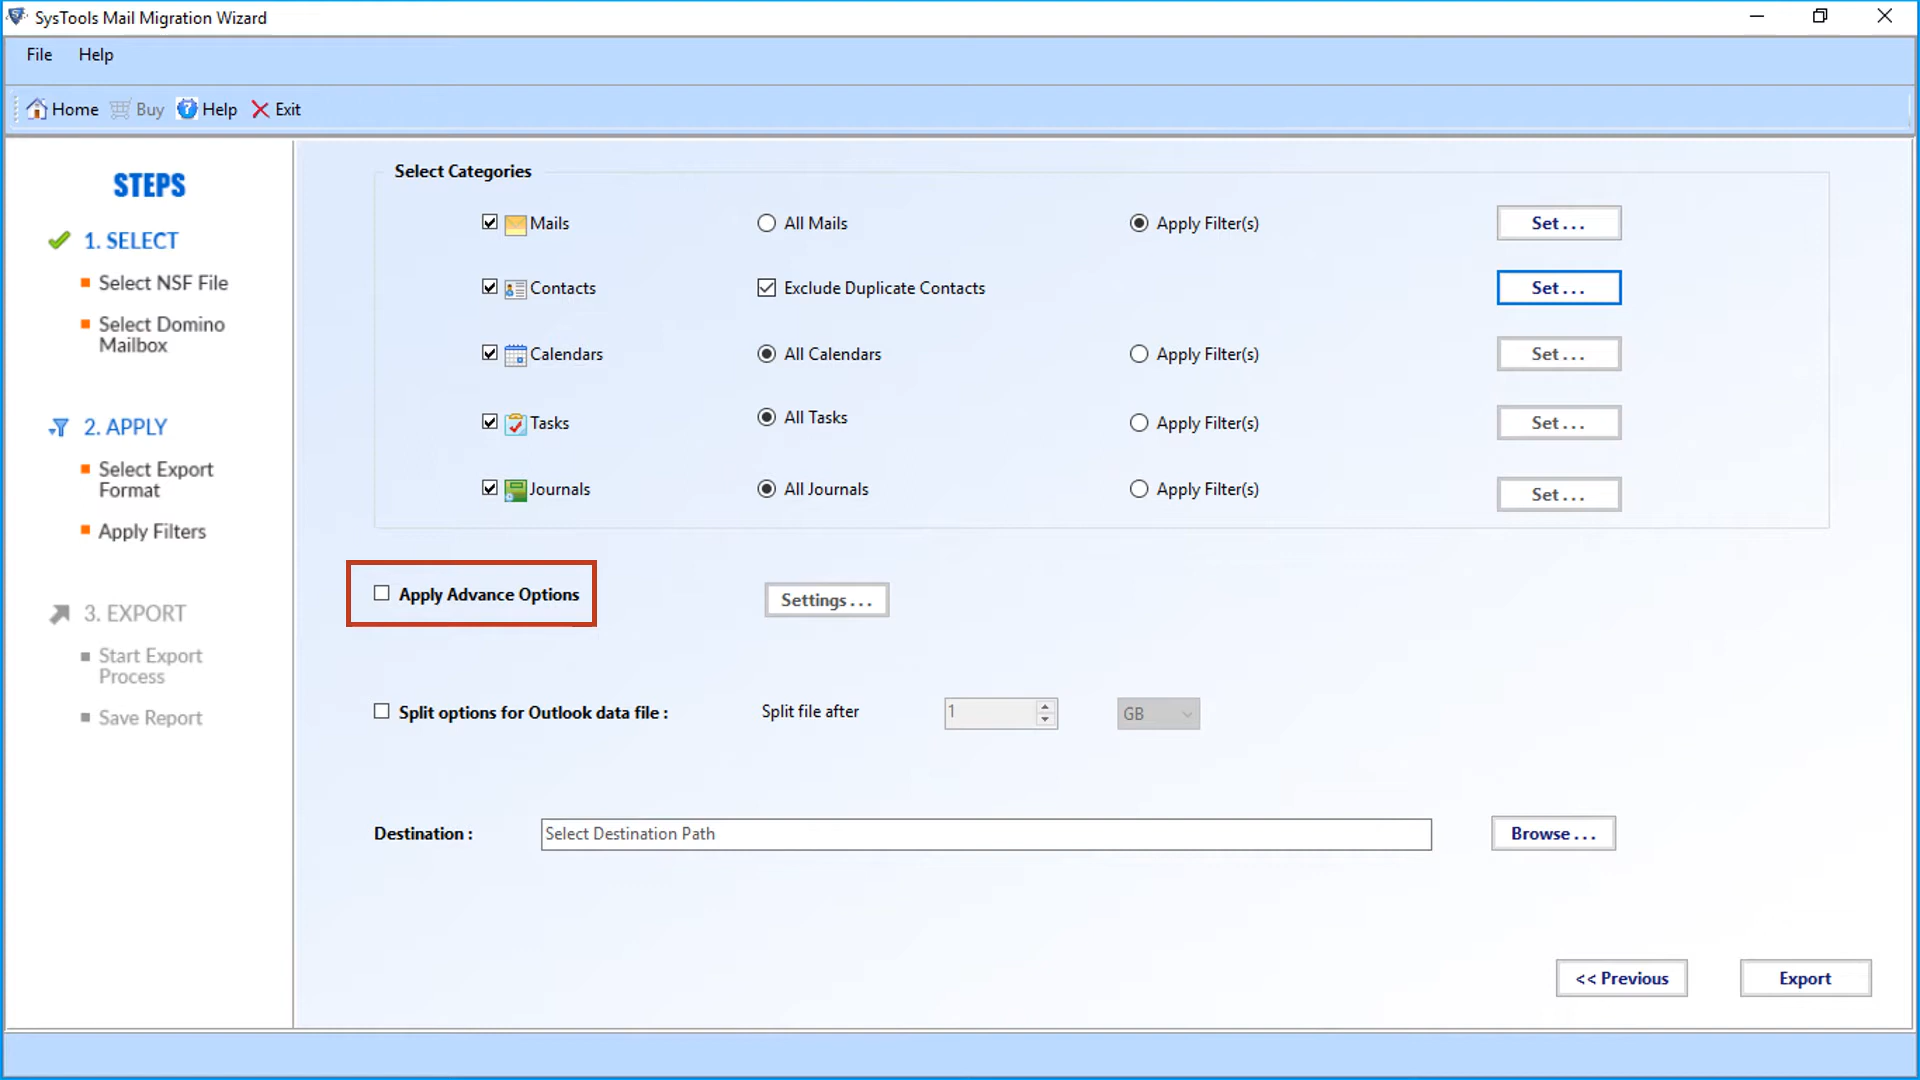 SysTools Mail Migration Wizard
File Help
Home Buy Help Exit
STEPS
1. SELECT
Select NSF File
Select Domino
Mailbox
2. APPLY
Select Export
Format
Apply Filters
3. EXPORT
Start Export
Process
Save Report
Select Categories
Mails All Mails Apply Filter(s) Set . . .
Contacts Exclude Duplicate Contacts Set . . .
Calendars All Calendars Apply Filter(s) Set . . .
Tasks All Tasks Apply Filter(s) Set . . .
Journals All Journals Apply Filter(s) Set . . .
Apply Advance Options Settings . . .
Split options for Outlook data file : Split file after 1 GB
Destination : Select Destination Path Browse . . .
<< Previous Export